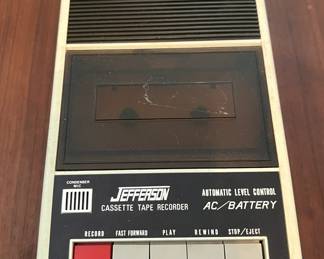 CONDENSER
MIC
JEFFERSON
CASSETTE TAPE RECORDER
AUTOMATIC LEVEL CONTROL
AC/BATTERY
RECORD FAST FORWARD PLAY REWIND STOP/EJECT